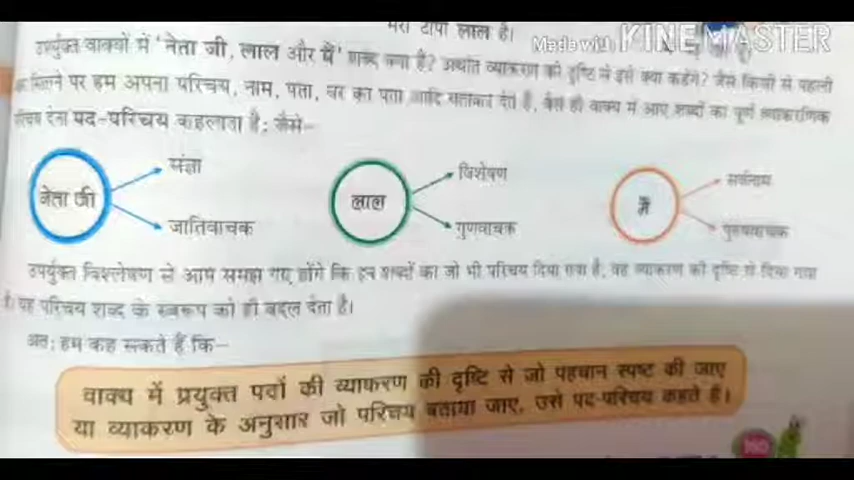 मेरी टोपी लाल है।
Made with KINEMASTER
उपर्युक्त वाक्यों में 'नेता जी, लाल और मैं' शब्द क्या हैं? अर्थात व्याकरण की दृष्टि से इसे क्या कहेंगे? जैसे किसी से पहली
बार मिलने पर हम अपना परिचय, नाम, पता, घर का पता आदि बताकर देते हैं, वैसे ही वाक्य में आए शब्दों का पूर्ण व्याकरणिक
परिचय देना पद-परिचय कहलाता है; जैसे–
नेता जी
संज्ञा
जातिवाचक
लाल
विशेषण
गुणवाचक
मैं
सर्वनाम
पुरुषवाचक
उपर्युक्त विश्लेषण से आप समझ गए होंगे कि इन शब्दों का जो भी परिचय दिया गया है, वह व्याकरण की दृष्टि से दिया गया
है। यह परिचय शब्द के स्वरूप को ही बदल देता है।
अत: हम कह सकते हैं कि–
वाक्य में प्रयुक्त पदों की व्याकरण की दृष्टि से जो पहचान स्पष्ट की जाए
या व्याकरण के अनुसार जो परिचय बताया जाए, उसे पद-परिचय कहते हैं।